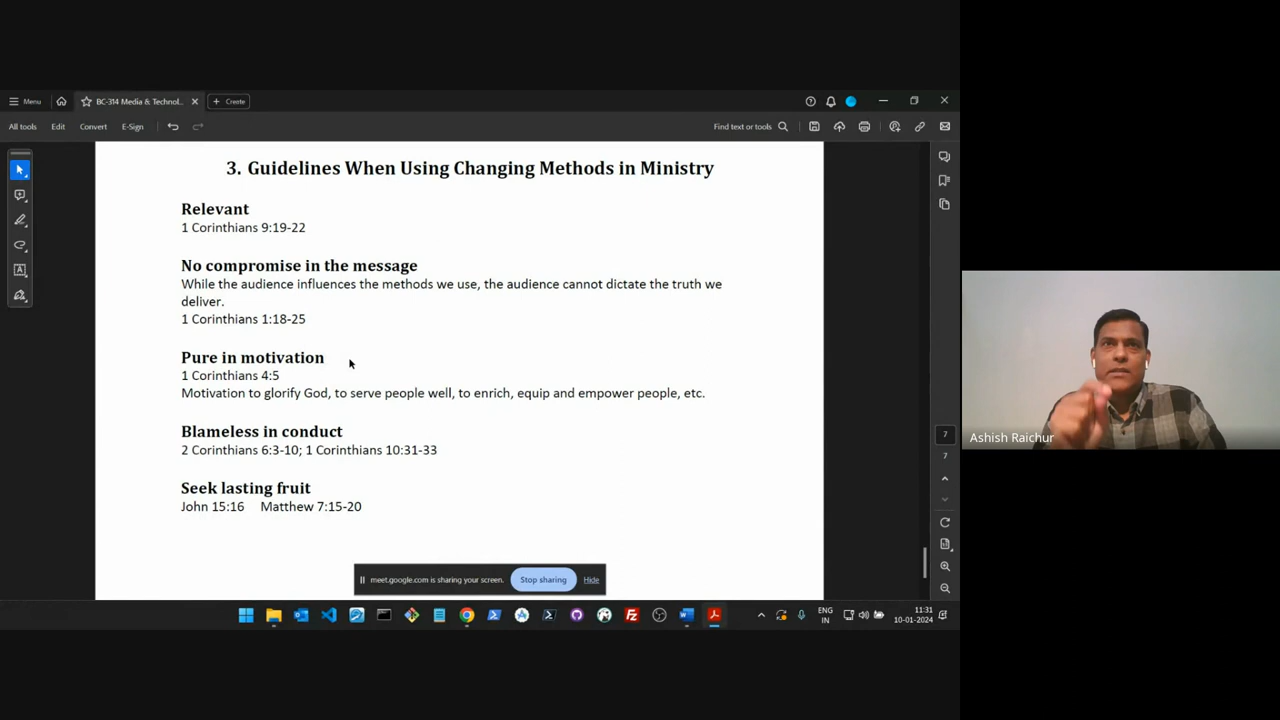 Menu
BC-314 Media & Technol...
Create
All tools
Edit
Convert
E-Sign
Find text or tools
3. Guidelines When Using Changing Methods in Ministry
Relevant
1 Corinthians 9:19-22
No compromise in the message
While the audience influences the methods we use, the audience cannot dictate the truth we
deliver.
1 Corinthians 1:18-25
Pure in motivation
1 Corinthians 4:5
Motivation to glorify God, to serve people well, to enrich, equip and empower people, etc.
Blameless in conduct
2 Corinthians 6:3-10; 1 Corinthians 10:31-33
Seek lasting fruit
John 15:16 Matthew 7:15-20
7
7
Ashish Raichur
meet.google.com is sharing your screen.
Stop sharing
Hide
ENG
IN
11:31
10-01-2024